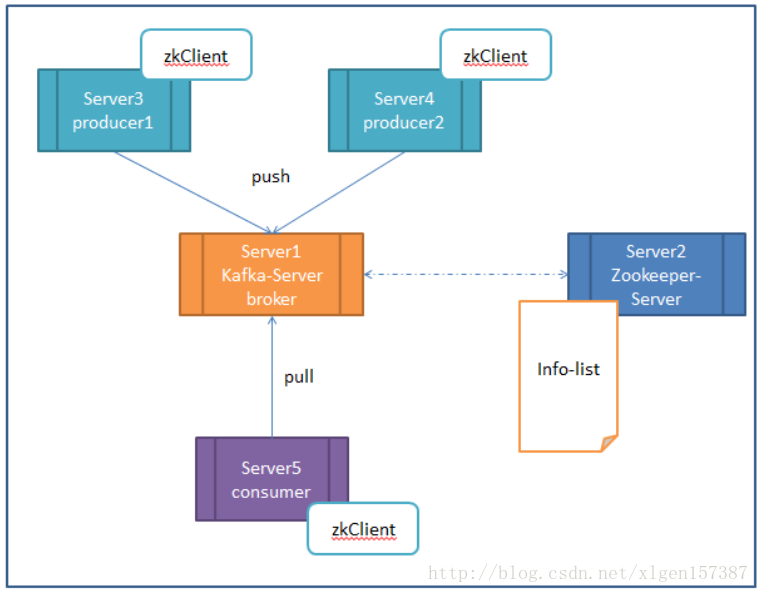 zkClient
zkClient
Server3
producer1
Server4
producer2
push
Server1
Kafka-Server
broker
Server2
Zookeeper-
Server
Info-list
pull
Server5
consumer
zkClient
http://blog.csdn.net/xlgen157387